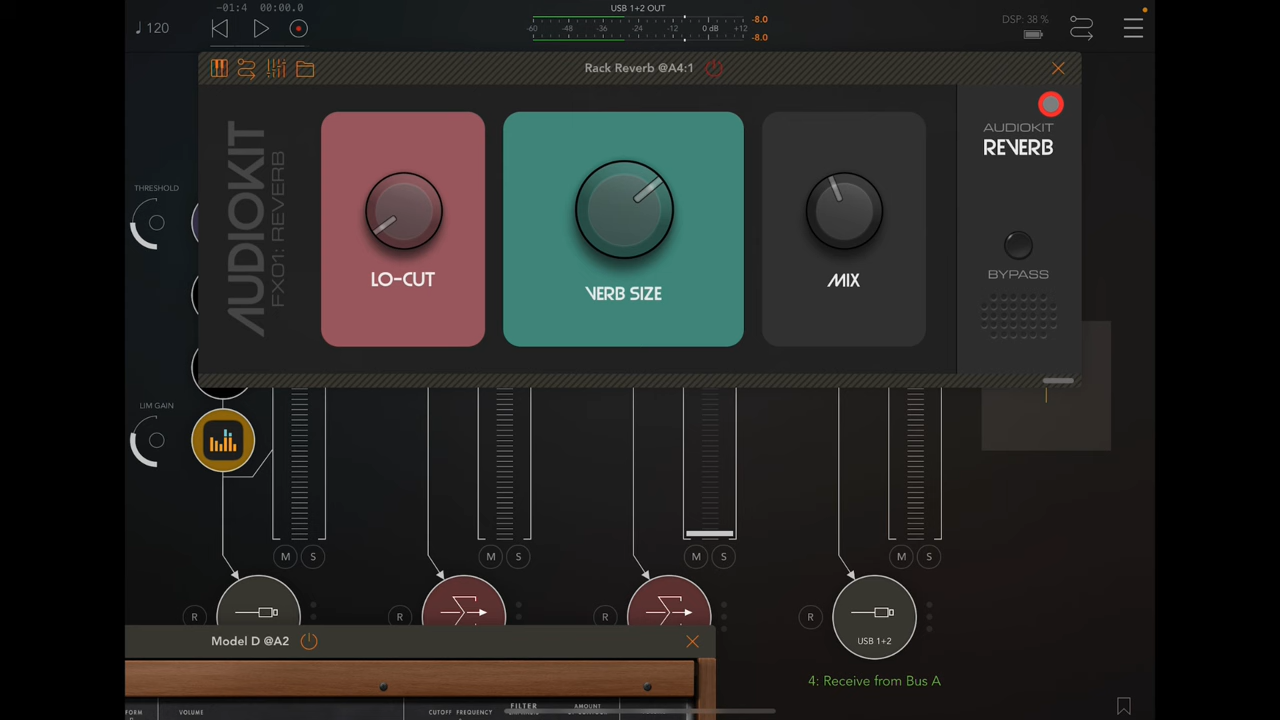 -01:4 00:00.0
USB 1+2 OUT
♩ 120
-60 -48 -36 -24 -12 0 dB +12
-8.0
-8.0
DSP: 38 %
Rack Reverb @A4:1
AUDIOKIT
FX01: REVERB
LO-CUT
VERB SIZE
MIX
AUDIOKIT
REVERB
BYPASS
THRESHOLD
LIM GAIN
M S M S M S M S
R R R R
USB 1+2
4: Receive from Bus A
Model D @A2
VOLUME
CUTOFF FREQUENCY
FILTER
AMOUNT